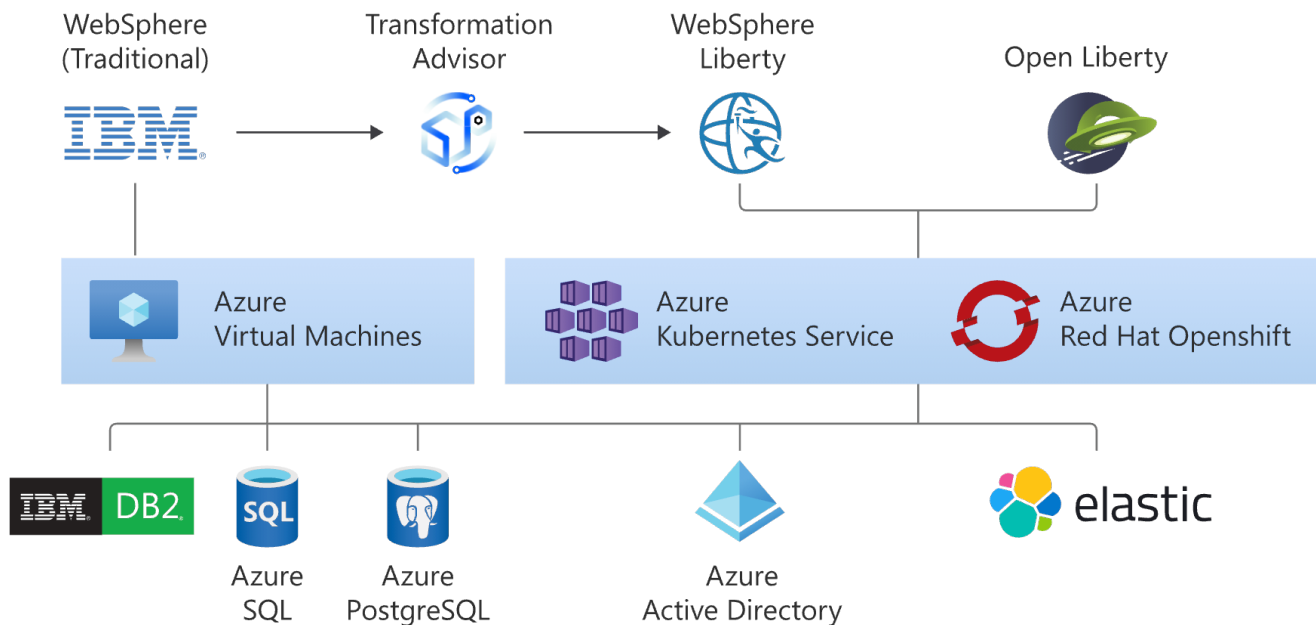 WebSphere
(Traditional)
Transformation
Advisor
WebSphere
Liberty
Open Liberty
IBM®
Azure
Virtual Machines
Azure
Kubernetes Service
Azure
Red Hat Openshift
IBM® DB2®
SQL
elastic
Azure
SQL
Azure
PostgreSQL
Azure
Active Directory